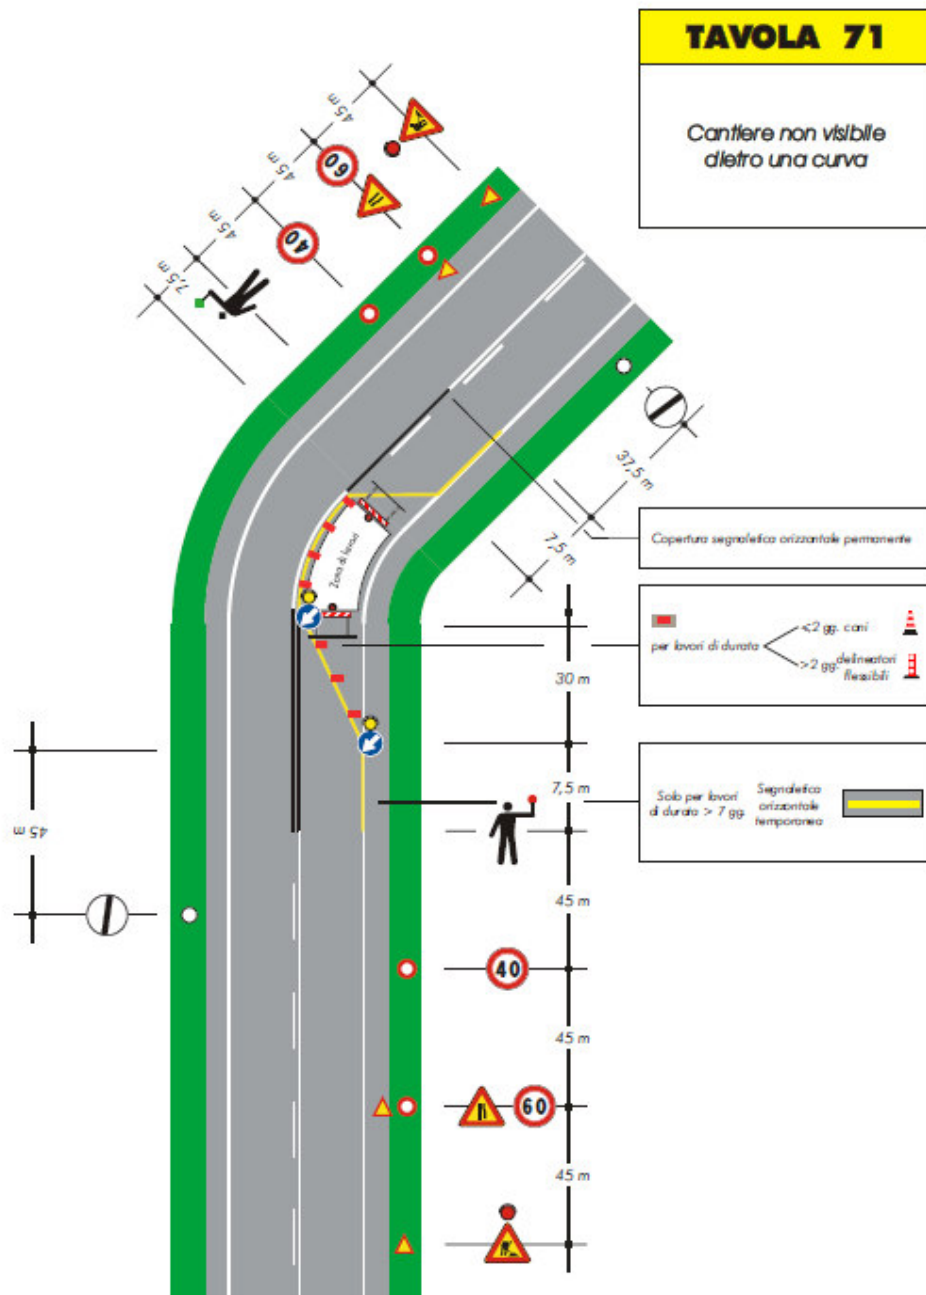 TAVOLA 71
Cantiere non visibile
dietro una curva
45 m
45 m
45 m
7,5 m
60
40
Zona di lavori
37,5 m
7,5 m
Copertura segnaletica orizzontale permanente
per lavori di durata
<2 gg. coni
>2 gg. delineatori
flessibili
30 m
7,5 m
Solo per lavori
di durata > 7 gg.
Segnaletica
orizzontale
temporanea
45 m
45 m
40
45 m
60
45 m